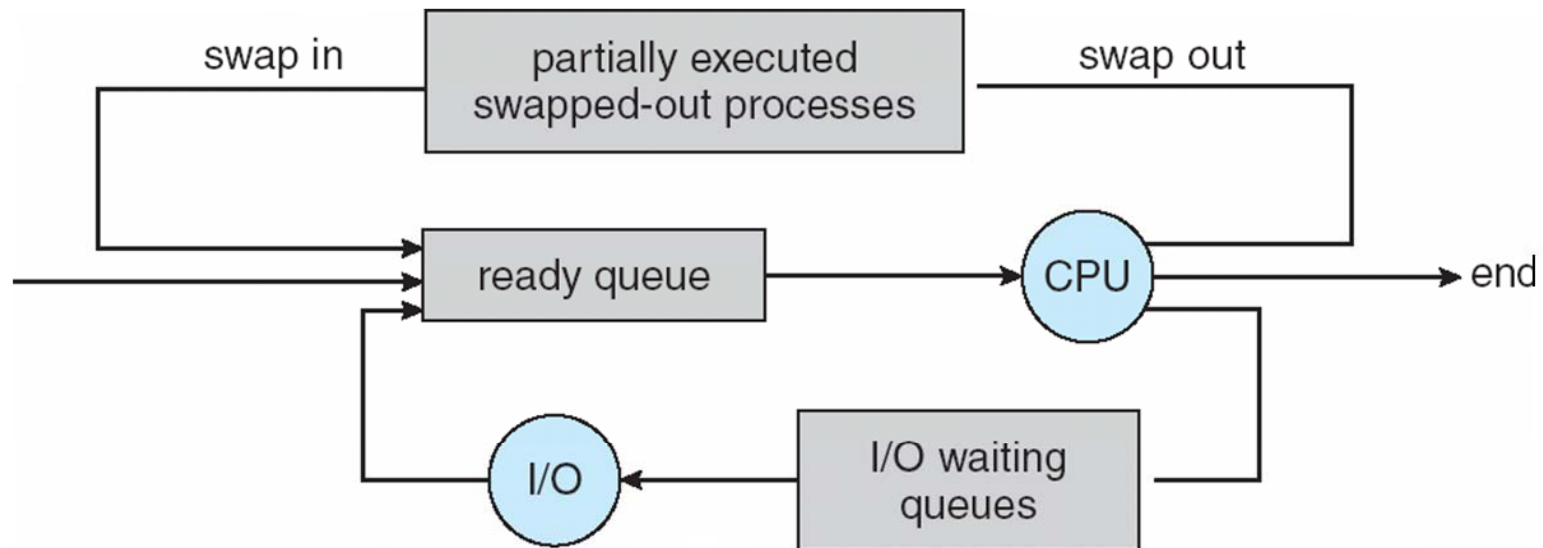 swap in
partially executed
swapped-out processes
swap out
ready queue
CPU
end
I/O
I/O waiting
queues